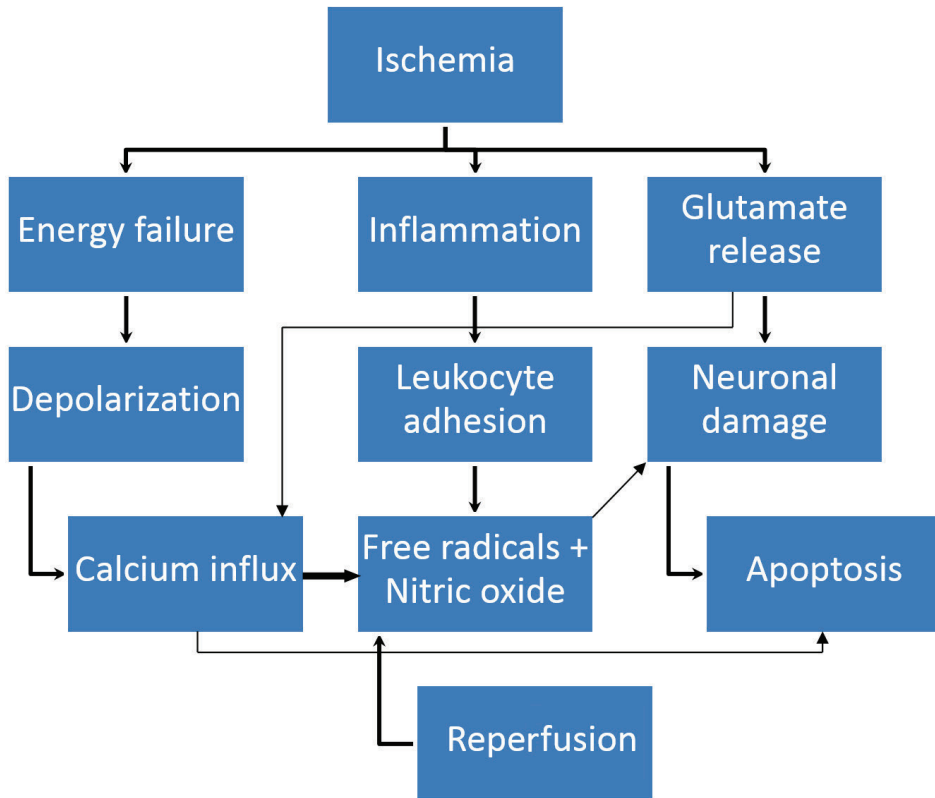 Ischemia
Energy failure
Inflammation
Glutamate
release
Depolarization
Leukocyte
adhesion
Neuronal
damage
Calcium influx
Free radicals +
Nitric oxide
Apoptosis
Reperfusion